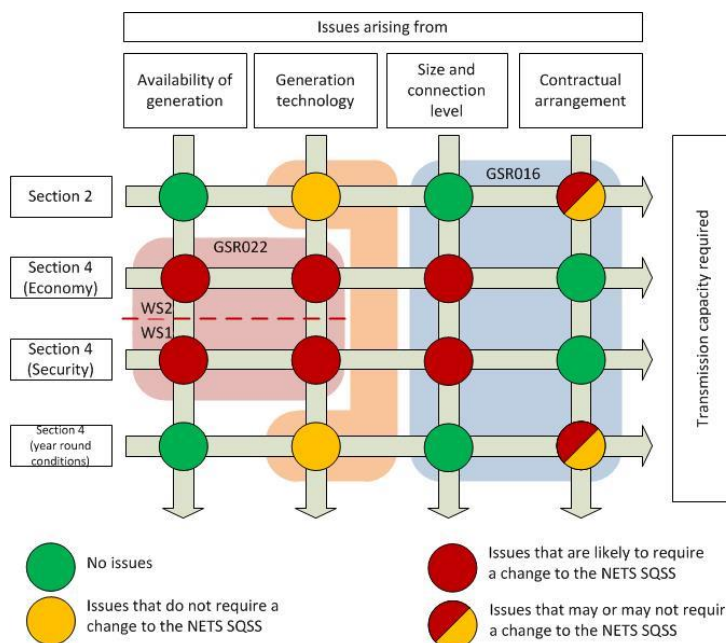 Issues arising from
Availability of
generation
Generation
technology
Size and
connection
level
Contractual
arrangement
Section 2
GSR016
GSR022
Section 4
(Economy)
WS2
WS1
Section 4
(Security)
Section 4
(year round
conditions)
Transmission capacity required
No issues
Issues that are likely to require
a change to the NETS SQSS
Issues that do not require a
change to the NETS SQSS
Issues that may or may not requir
a change to the NETS SQSS